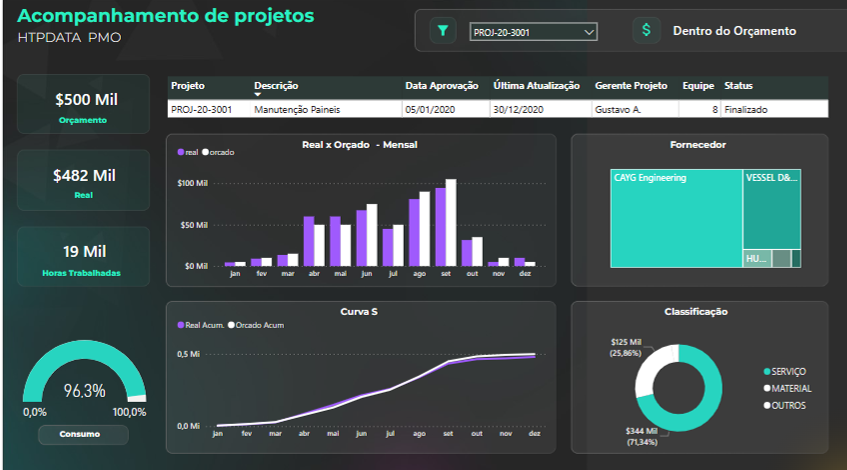 Acompanhamento de projetos
HTPDATA PMO
PROJ-20-3001
$
Dentro do Orçamento
$500 Mil
Orçamento
$482 Mil
Real
19 Mil
Horas Trabalhadas
96,3%
0,0% 100,0%
Consumo
Projeto Descrição Data Aprovação Última Atualização Gerente Projeto Equipe Status
PROJ-20-3001 Manutenção Paineis 05/01/2020 30/12/2020 Gustavo A. 8 Finalizado
Real x Orçado - Mensal
real orcado
$100 Mil
$50 Mil
$0 Mil
jan fev mar abr mai jun jul ago set out nov dez
Fornecedor
CAYG Engineering VESSEL D&...
HU...
Curva S
Real Acum. Orcado Acum
0,5 Mi
0,0 Mi
jan fev mar abr mai jun jul ago set out nov dez
Classificação
$125 Mil
(25,86%)
$344 Mil
(71,34%)
SERVIÇO
MATERIAL
OUTROS